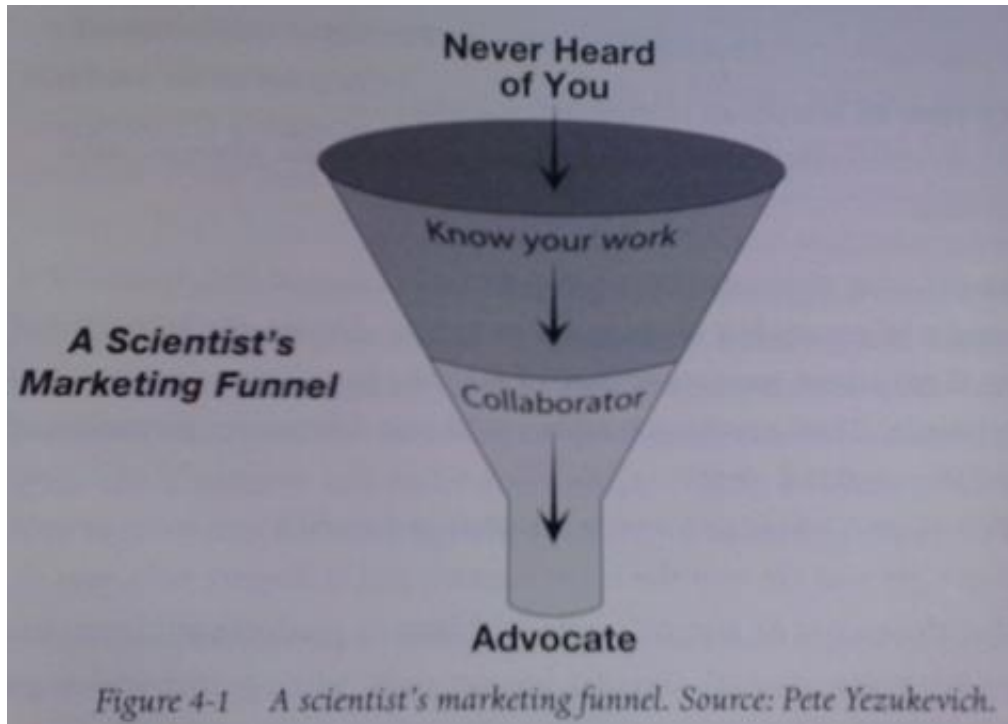 Never Heard
of You
Know your work
A Scientist's
Marketing Funnel
Collaborator
Advocate
Figure 4-1 A scientist's marketing funnel. Source: Pete Yezukevich.